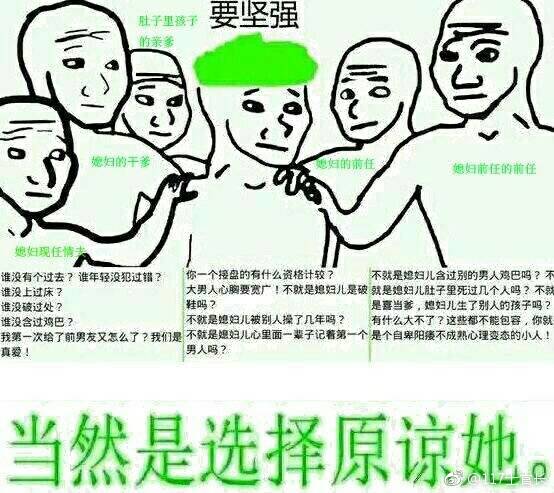 要坚强
肚子里孩子
的亲爹
媳妇的干爹
媳妇的前任
媳妇前任的前任
媳妇现任情夫
谁没有个过去？谁年轻没犯过错？
谁没上过床？
谁没破过处？
谁没含过鸡巴？
我第一次给了前男友又怎么了？我们是
真爱！
你一个接盘的有什么资格计较？
大男人心胸要宽广！不就是媳妇儿是破
鞋吗？
不就是媳妇儿被别人操了几年吗？
不就是媳妇儿心里面一辈子记着第一个
男人吗？
不就是媳妇儿含过别的男人鸡巴吗？不
就是媳妇儿肚子里死过几个人吗？不就
是喜当爹，媳妇儿生了别人的孩子吗？
有什么大不了？这些都不能包容，你就
是个自卑阳痿不成熟心理变态的小人！
当然是选择原谅她。